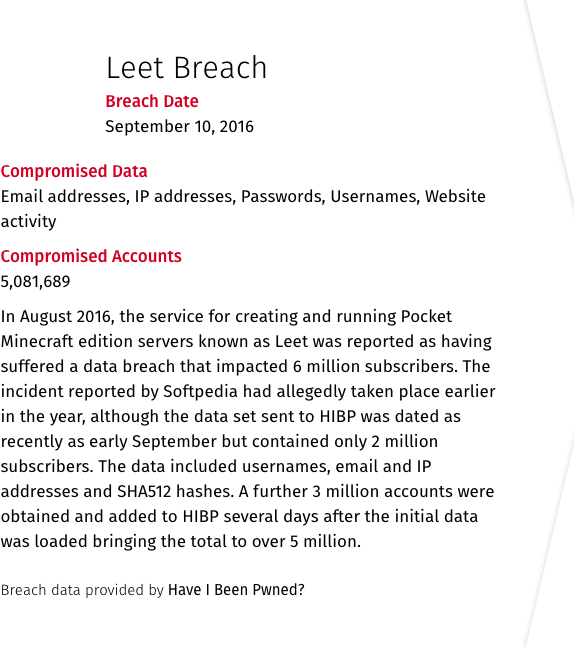 Leet Breach
Breach Date
September 10, 2016
Compromised Data
Email addresses, IP addresses, Passwords, Usernames, Website
activity
Compromised Accounts
5,081,689
In August 2016, the service for creating and running Pocket
Minecraft edition servers known as Leet was reported as having
suffered a data breach that impacted 6 million subscribers. The
incident reported by Softpedia had allegedly taken place earlier
in the year, although the data set sent to HIBP was dated as
recently as early September but contained only 2 million
subscribers. The data included usernames, email and IP
addresses and SHA512 hashes. A further 3 million accounts were
obtained and added to HIBP several days after the initial data
was loaded bringing the total to over 5 million.
Breach data provided by Have I Been Pwned?